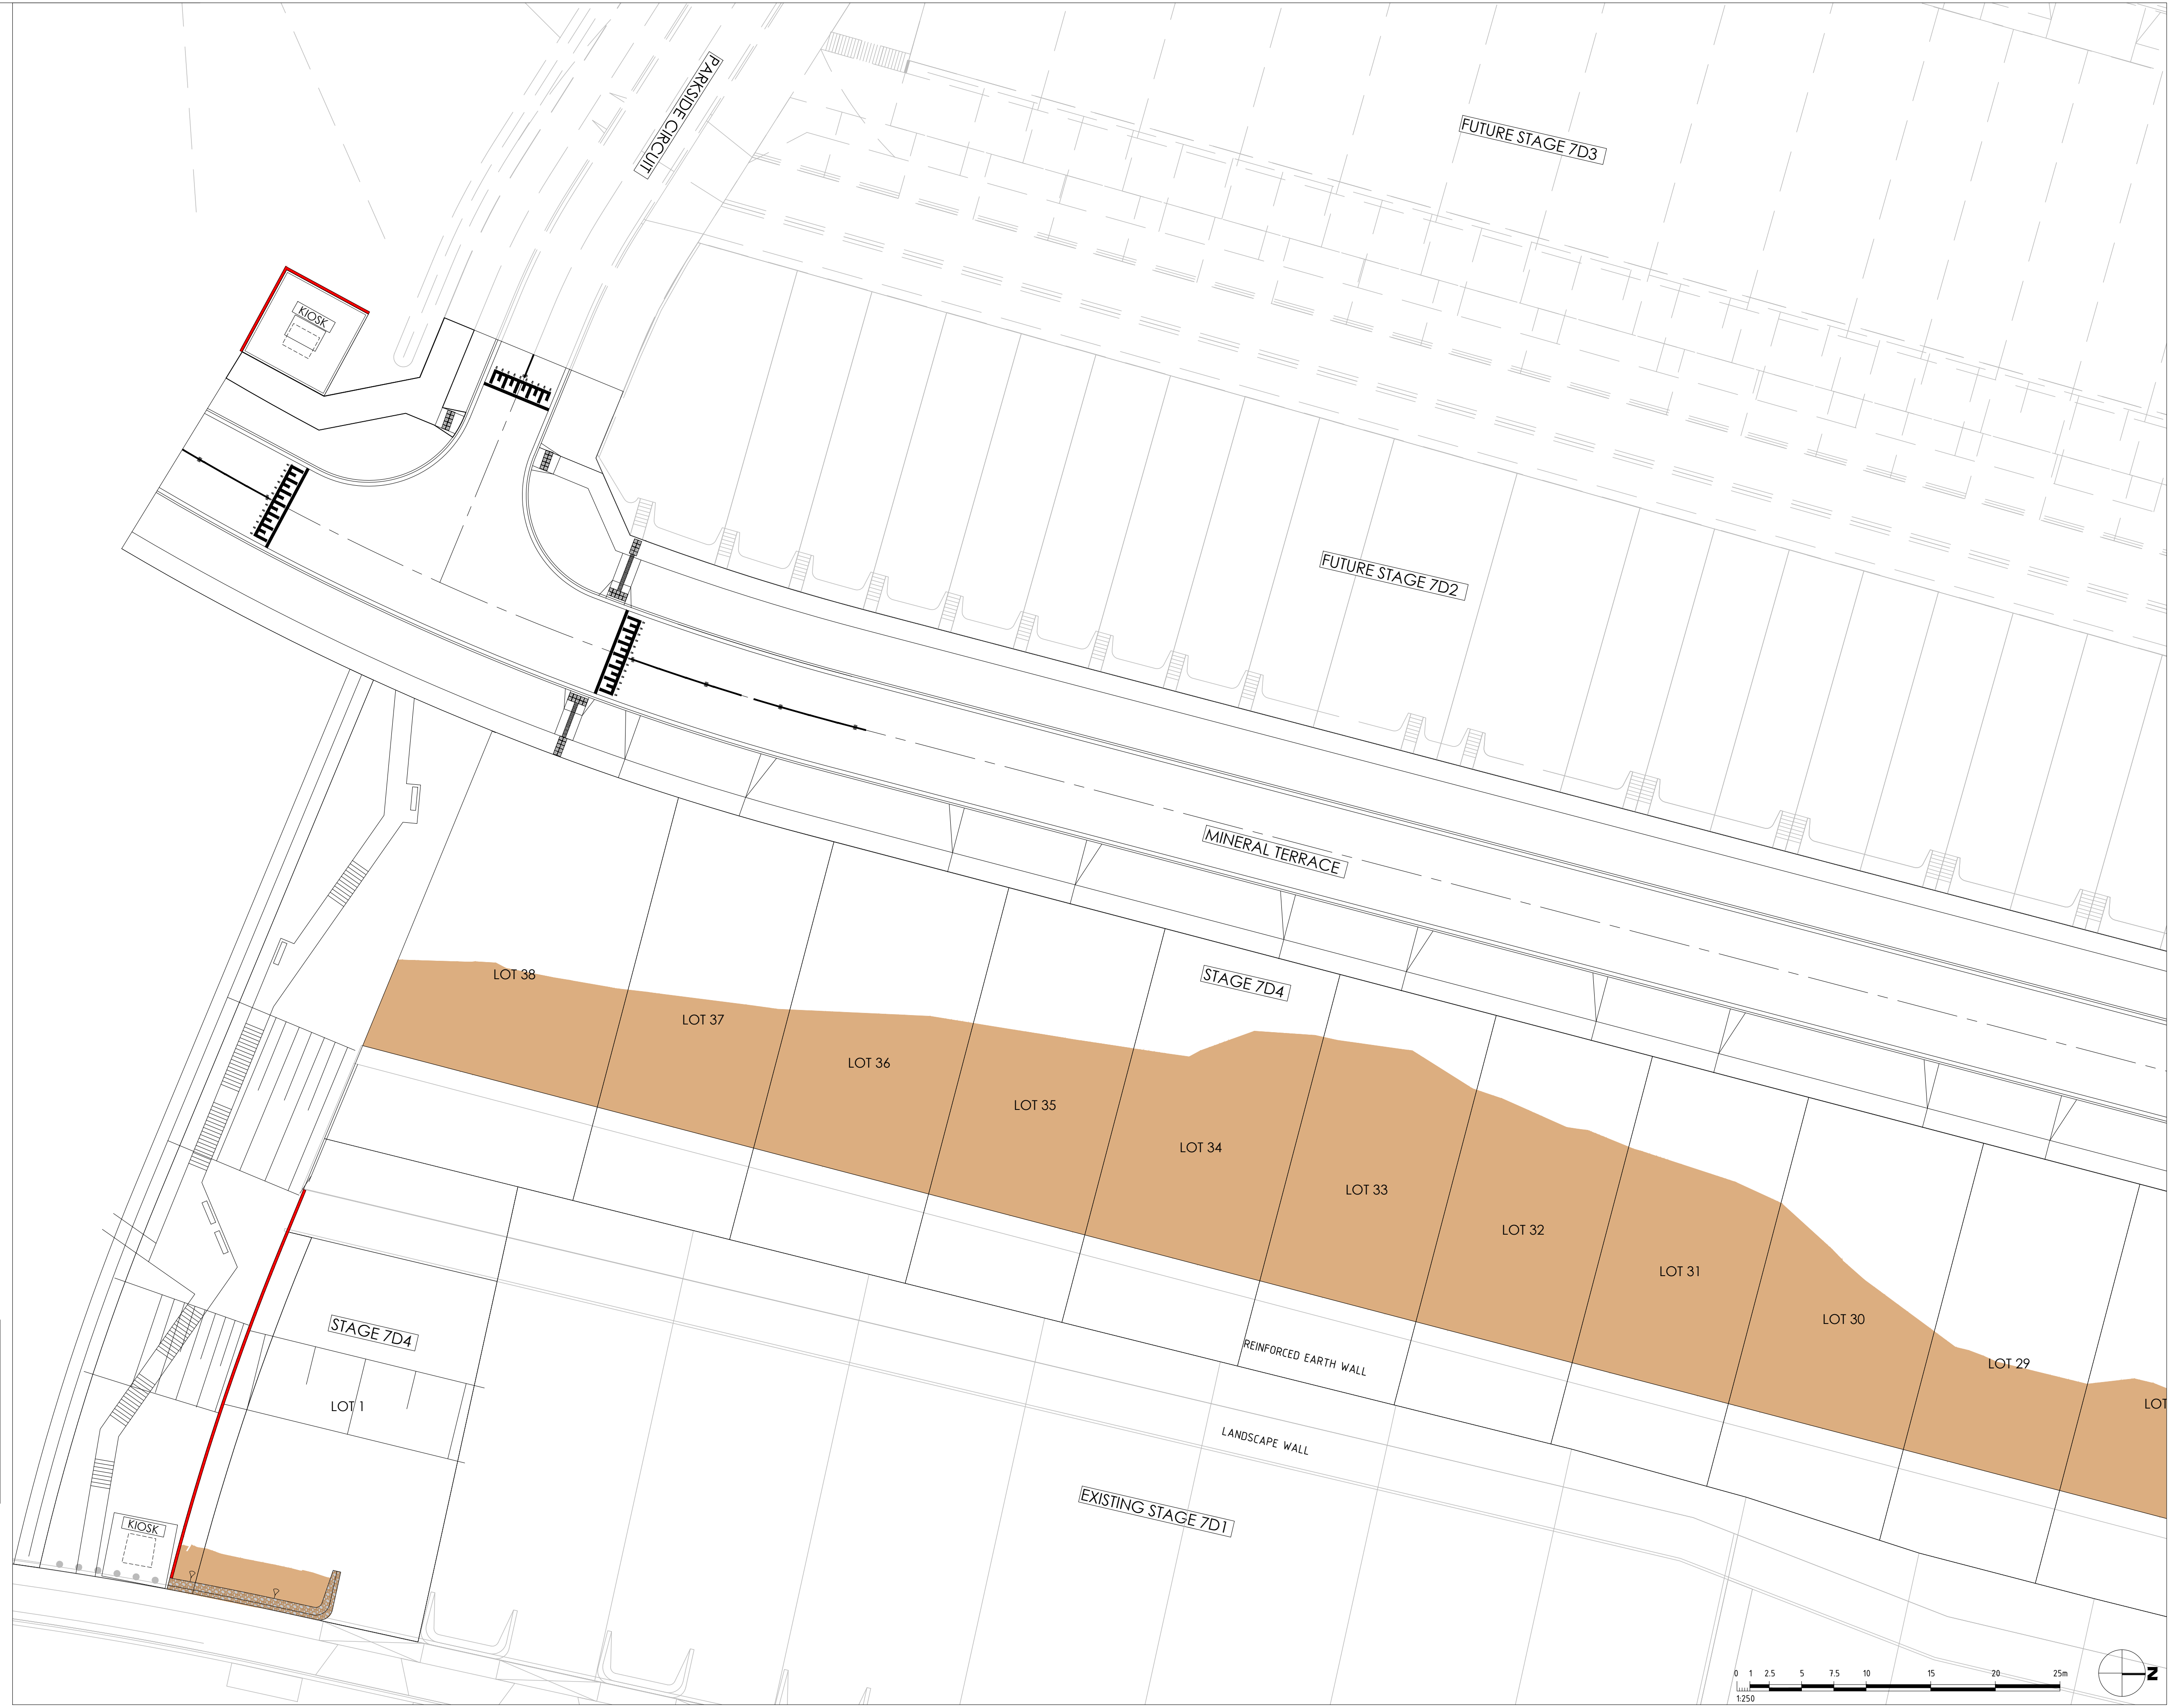 PARKSIDE CIRCUIT
FUTURE STAGE 7D3
KIOSK
FUTURE STAGE 7D2
MINERAL TERRACE
STAGE 7D4
LOT 38
LOT 37
LOT 36
LOT 35
LOT 34
LOT 33
LOT 32
LOT 31
LOT 30
LOT 29
LOT
REINFORCED EARTH WALL
STAGE 7D4
LOT 1
LANDSCAPE WALL
EXISTING STAGE 7D1
KIOSK
0 1 2.5 5 7.5 10 15 20 25m
1:250
N